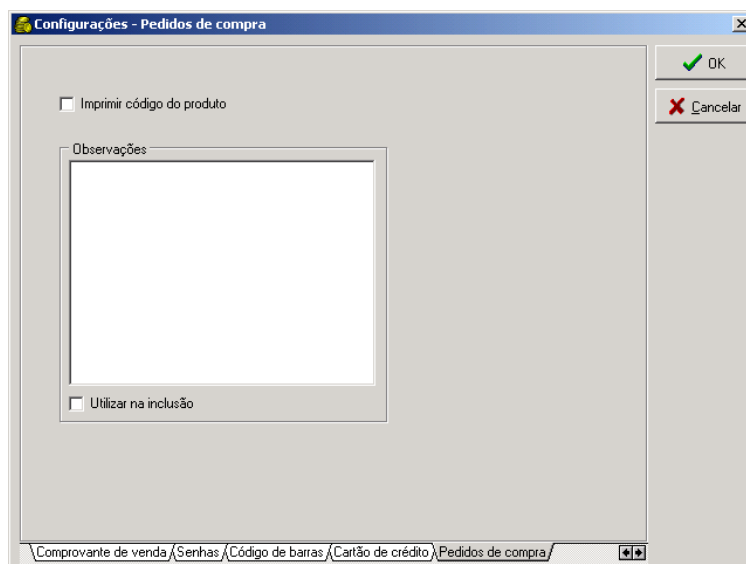 Configurações - Pedidos de compra
OK
Imprimir código do produto
Cancelar
Observações
Utilizar na inclusão
Comprovante de venda Senhas Código de barras Cartão de crédito Pedidos de compra